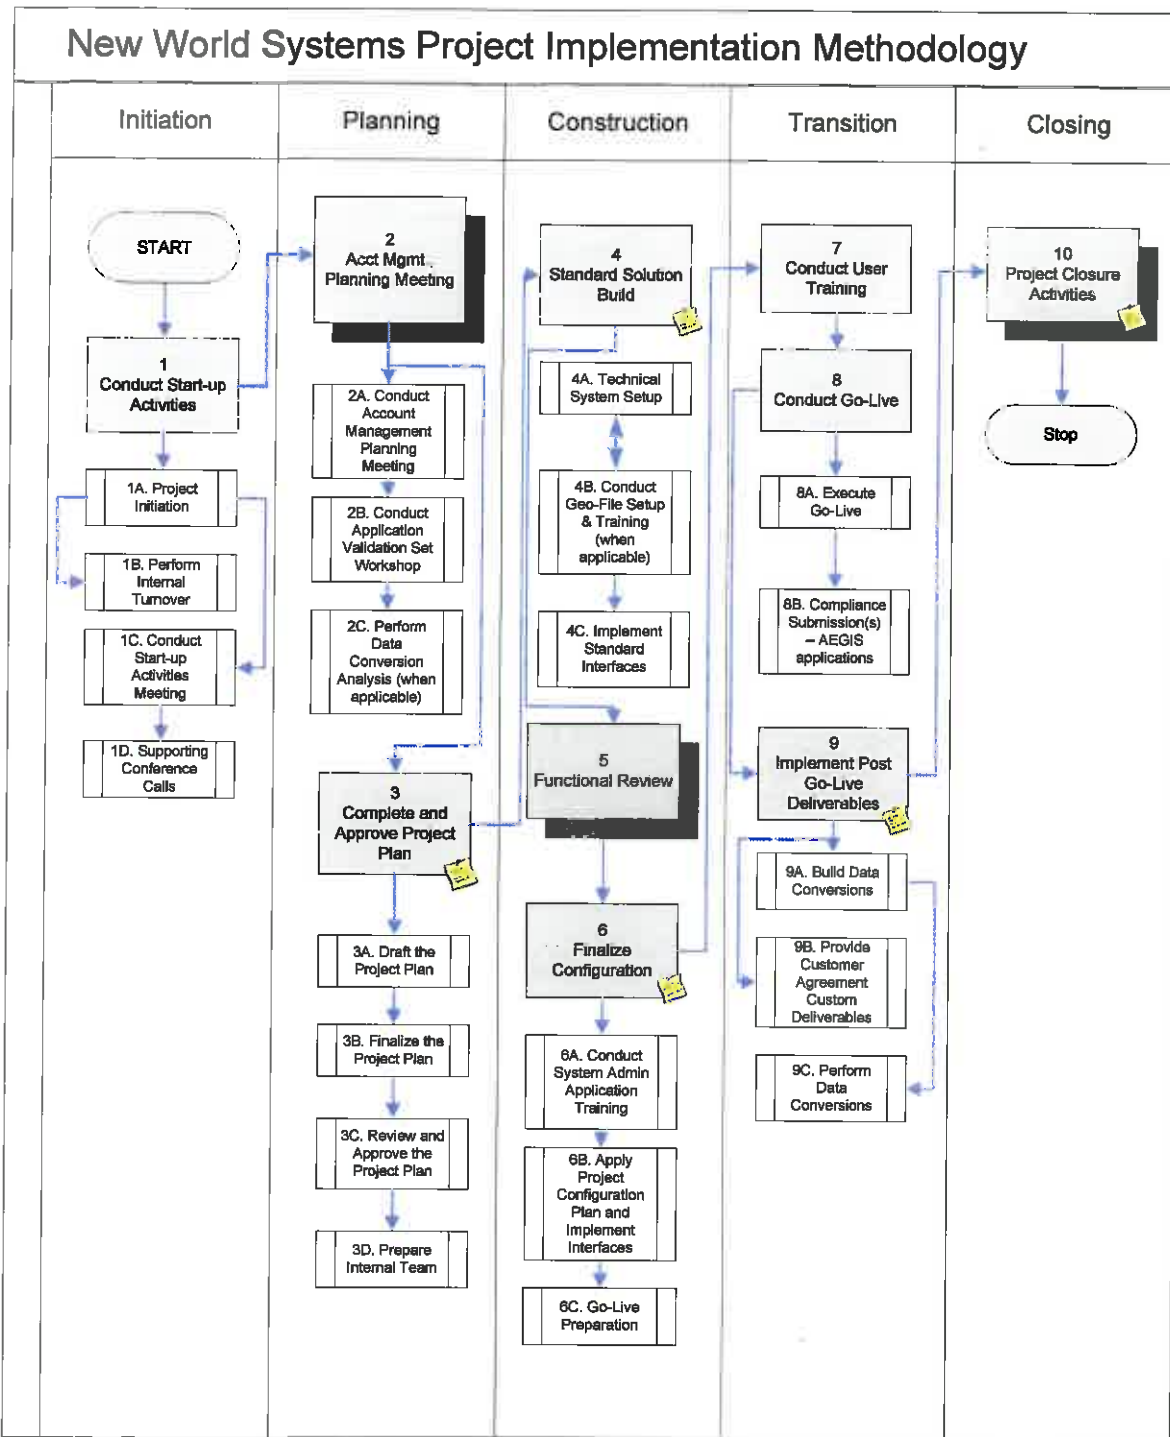 New World Systems Project Implementation Methodology
Initiation
Planning
Construction
Transition
Closing
START
1
Conduct Start-up
Activities
1A. Project
Initiation
1B. Perform
Internal
Turnover
1C. Conduct
Start-up
Activities
Meeting
1D. Supporting
Conference
Calls
2
Acct Mgmt
Planning Meeting
2A. Conduct
Account
Management
Planning
Meeting
2B. Conduct
Application
Validation Set
Workshop
2C. Perform
Data
Conversion
Analysis (when
applicable)
3
Complete and
Approve Project
Plan
3A. Draft the
Project Plan
3B. Finalize the
Project Plan
3C. Review and
Approve the
Project Plan
3D. Prepare
Internal Team
4
Standard Solution
Build
4A. Technical
System Setup
4B. Conduct
Geo-File Setup
& Training
(when
applicable)
4C. Implement
Standard
Interfaces
5
Functional Review
6
Finalize
Configuration
6A. Conduct
System Admin
Application
Training
6B. Apply
Project
Configuration
Plan and
Implement
Interfaces
6C. Go-Live
Preparation
7
Conduct User
Training
8
Conduct Go-Live
8A. Execute
Go-Live
8B. Compliance
Submission(s)
– AEGIS
applications
9
Implement Post
Go-Live
Deliverables
9A. Build Data
Conversions
9B. Provide
Customer
Agreement
Custom
Deliverables
9C. Perform
Data
Conversions
10
Project Closure
Activities
Stop